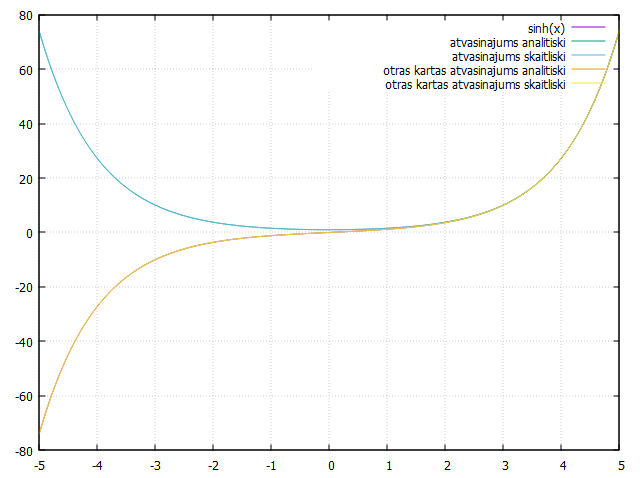 sinh(x)
atvasinajums analitiski
atvasinajums skaitliski
otras kartas atvasinajums analitiski
otras kartas atvasinajums skaitliski
80
60
40
20
0
-20
-40
-60
-80
-5 -4 -3 -2 -1 0 1 2 3 4 5